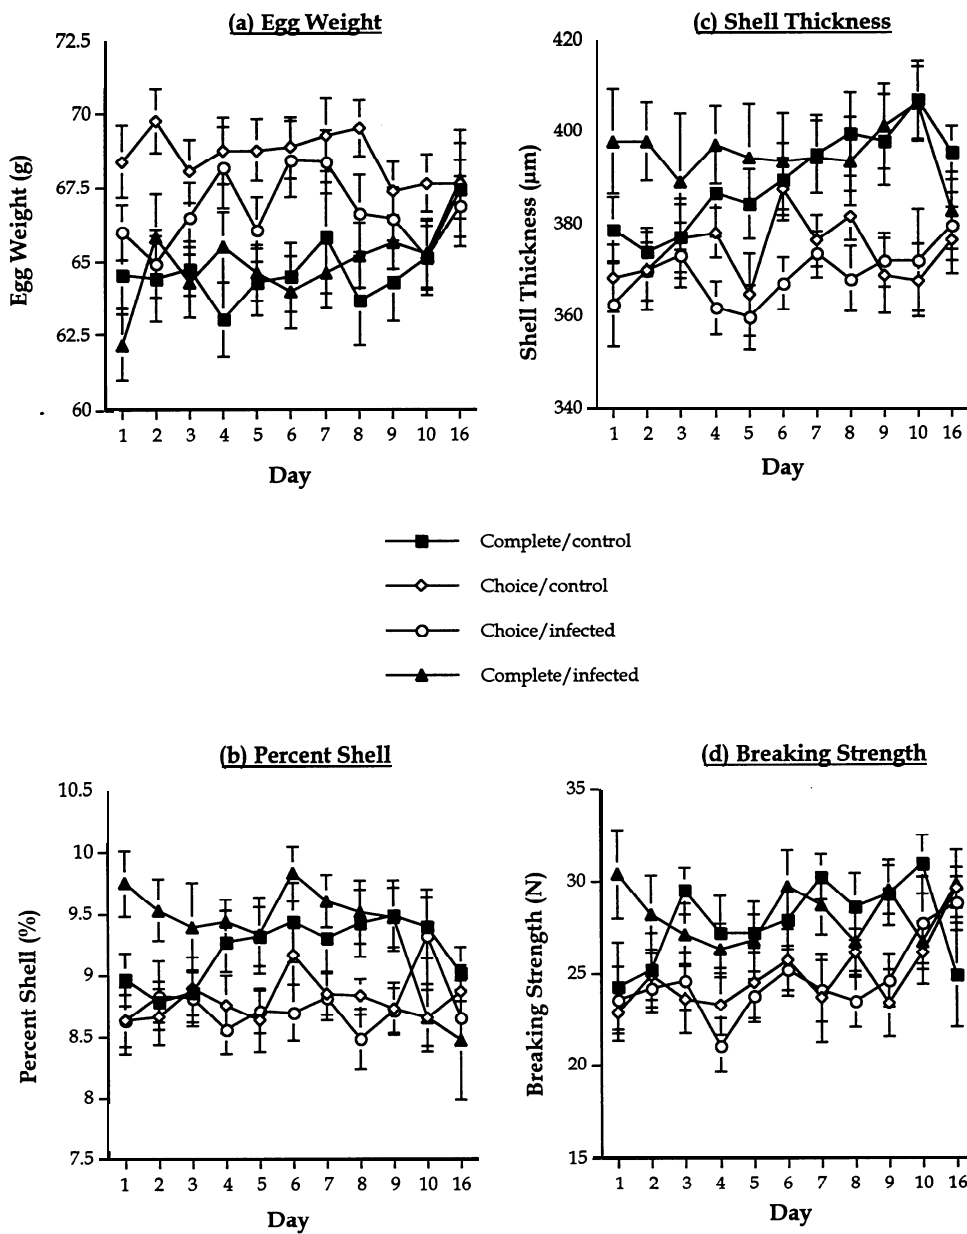 (a) Egg Weight
72.5
70
67.5
65
62.5
60
Egg Weight (g)
1 2 3 4 5 6 7 8 9 10 16
Day
(c) Shell Thickness
420
400
380
360
340
Shell Thickness (µm)
1 2 3 4 5 6 7 8 9 10 16
Day
Complete/control
Choice/control
Choice/infected
Complete/infected
(b) Percent Shell
10.5
10
9.5
9
8.5
8
7.5
Percent Shell (%)
1 2 3 4 5 6 7 8 9 10 16
Day
(d) Breaking Strength
35
30
25
20
15
Breaking Strength (N)
1 2 3 4 5 6 7 8 9 10 16
Day